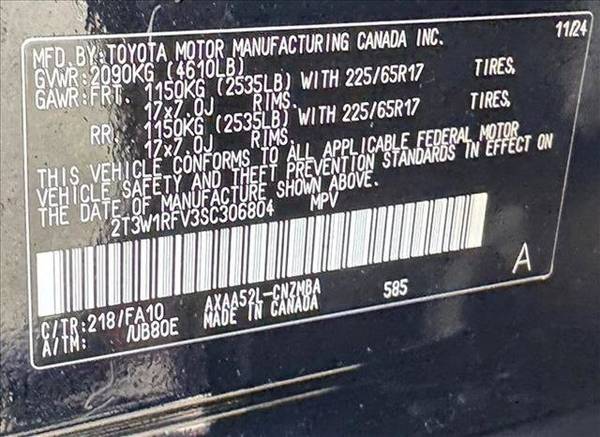 11/24
MFD. BY: TOYOTA MOTOR MANUFACTURING CANADA INC.
GVWR: 2090KG (4610LB)
GAWR: FRT. 1150KG (2535LB) WITH 225/65R17 TIRES,
17x7.0J RIMS.
RR. 1150KG (2535LB) WITH 225/65R17 TIRES,
17x7.0J RIMS.
THIS VEHICLE CONFORMS TO ALL APPLICABLE FEDERAL MOTOR
VEHICLE SAFETY AND THEFT PREVENTION STANDARDS IN EFFECT ON
THE DATE OF MANUFACTURE SHOWN ABOVE.
2T3W1RFV3SC306804 MPV
A
C/TR: 218/FA10 AXAA52L-CNZMBA 585
A/TM: /UB80E MADE IN CANADA